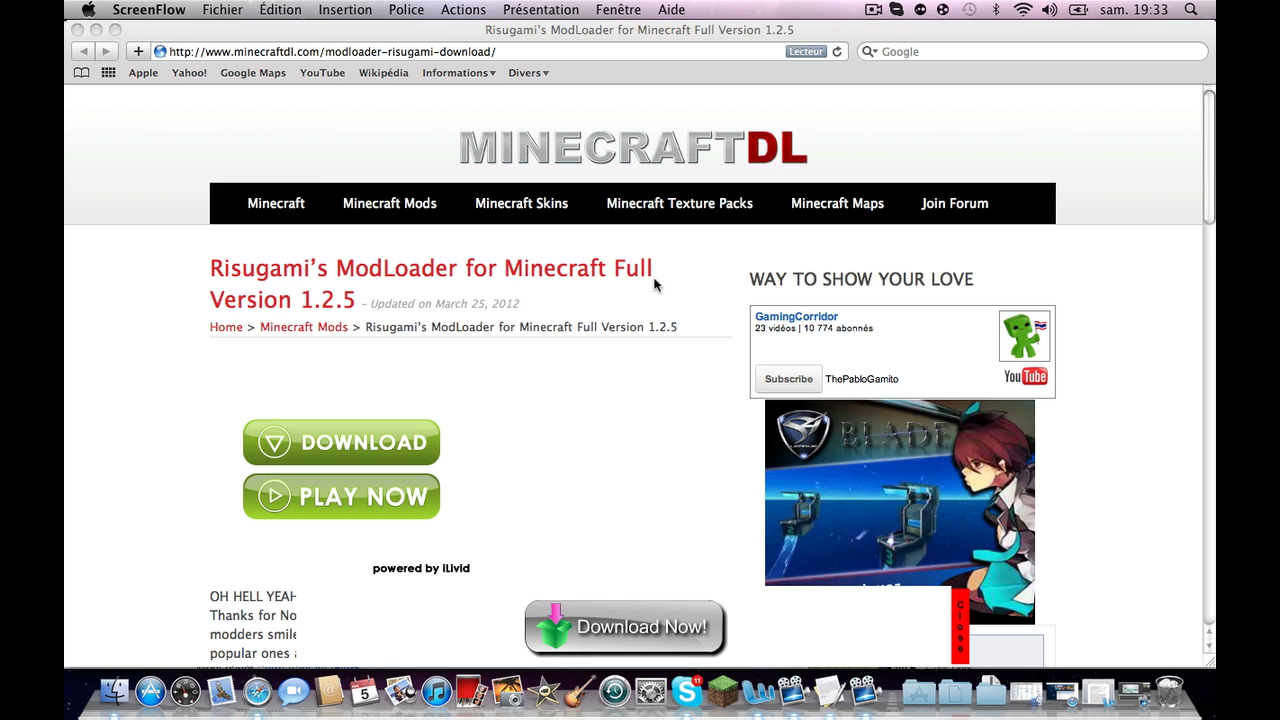 ScreenFlow Fichier Édition Insertion Police Actions Présentation Fenêtre Aide sam. 19:33
Risugami's ModLoader for Minecraft Full Version 1.2.5
http://www.minecraftdl.com/modloader-risugami-download/ Lecteur Google
Apple Yahoo! Google Maps YouTube Wikipédia Informations Divers
MINECRAFTDL
Minecraft Minecraft Mods Minecraft Skins Minecraft Texture Packs Minecraft Maps Join Forum
Risugami's ModLoader for Minecraft Full
Version 1.2.5 - Updated on March 25, 2012
Home > Minecraft Mods > Risugami's ModLoader for Minecraft Full Version 1.2.5
WAY TO SHOW YOUR LOVE
GamingCorridor
23 vidéos | 10 774 abonnés
Subscribe ThePabloGamito
YouTube
BLADE
DOWNLOAD
PLAY NOW
powered by iLivid
OH HELL YEAH
Thanks for No
modders smile
popular ones
Download Now!
Close
5
11